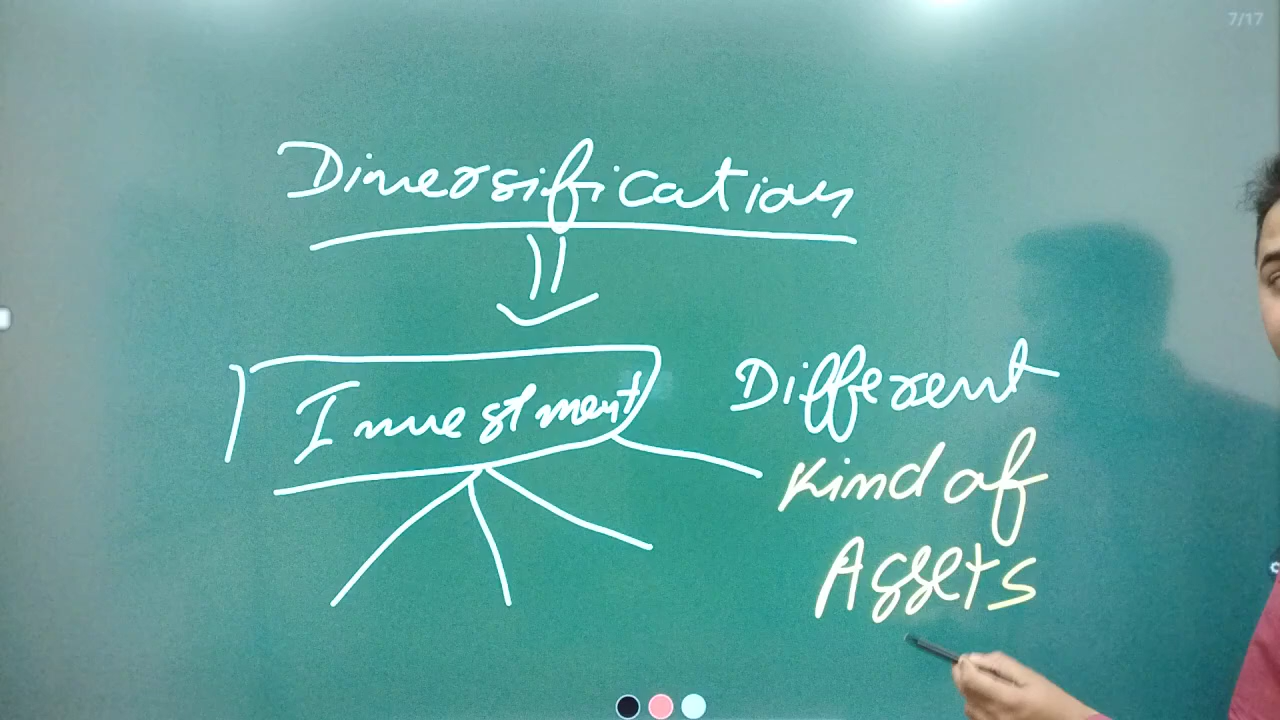 7/17
Diversification
Investment
Different
kind of
Assets